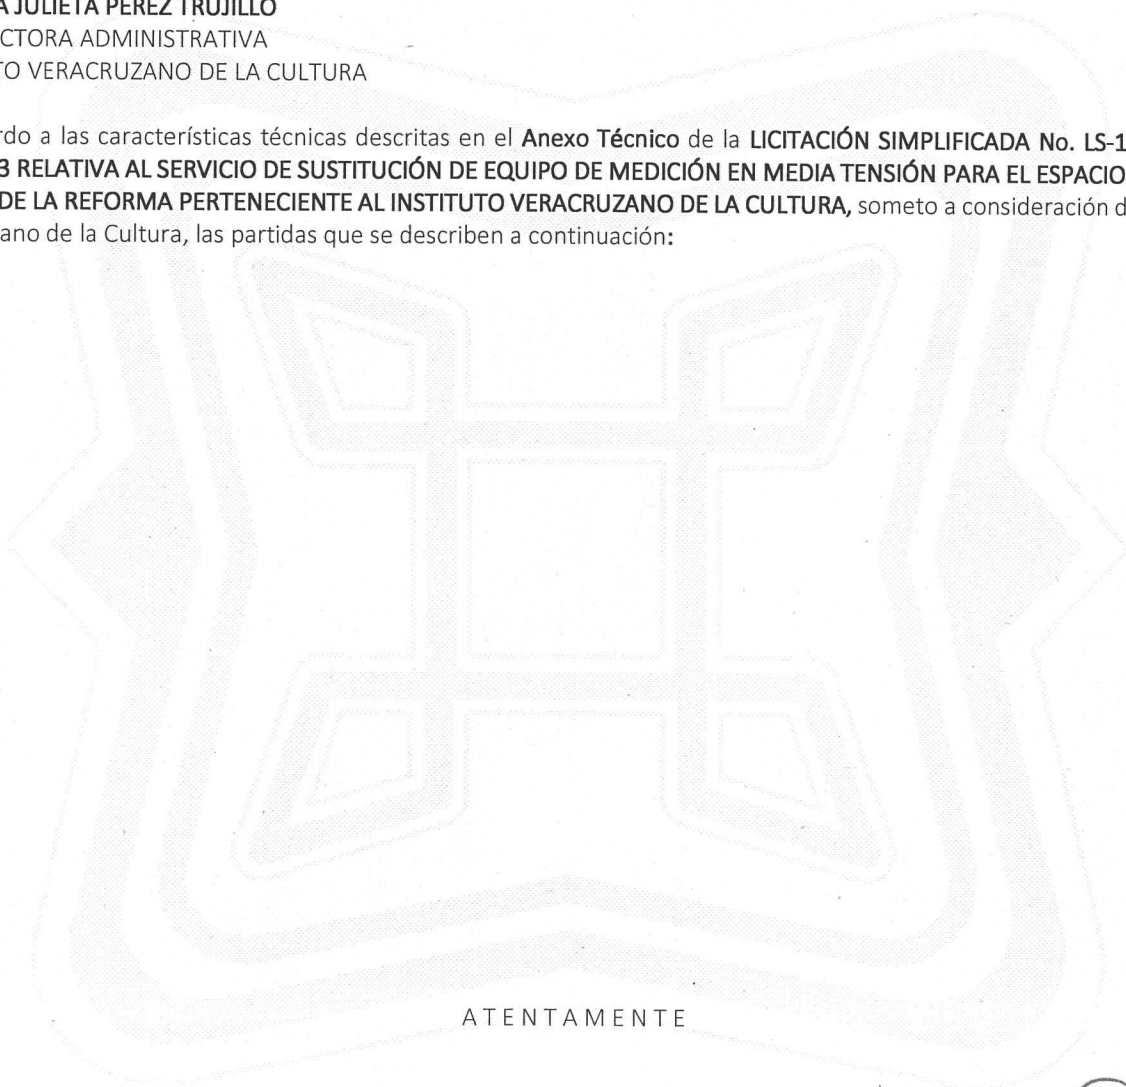 A JULIETA PÉREZ TRUJILLO
CTORA ADMINISTRATIVA
TO VERACRUZANO DE LA CULTURA
rdo a las características técnicas descritas en el Anexo Técnico de la LICITACIÓN SIMPLIFICADA No. LS-1
3 RELATIVA AL SERVICIO DE SUSTITUCIÓN DE EQUIPO DE MEDICIÓN EN MEDIA TENSIÓN PARA EL ESPACIO
DE LA REFORMA PERTENECIENTE AL INSTITUTO VERACRUZANO DE LA CULTURA, someto a consideración d
ano de la Cultura, las partidas que se describen a continuación:
ATENTAMENTE